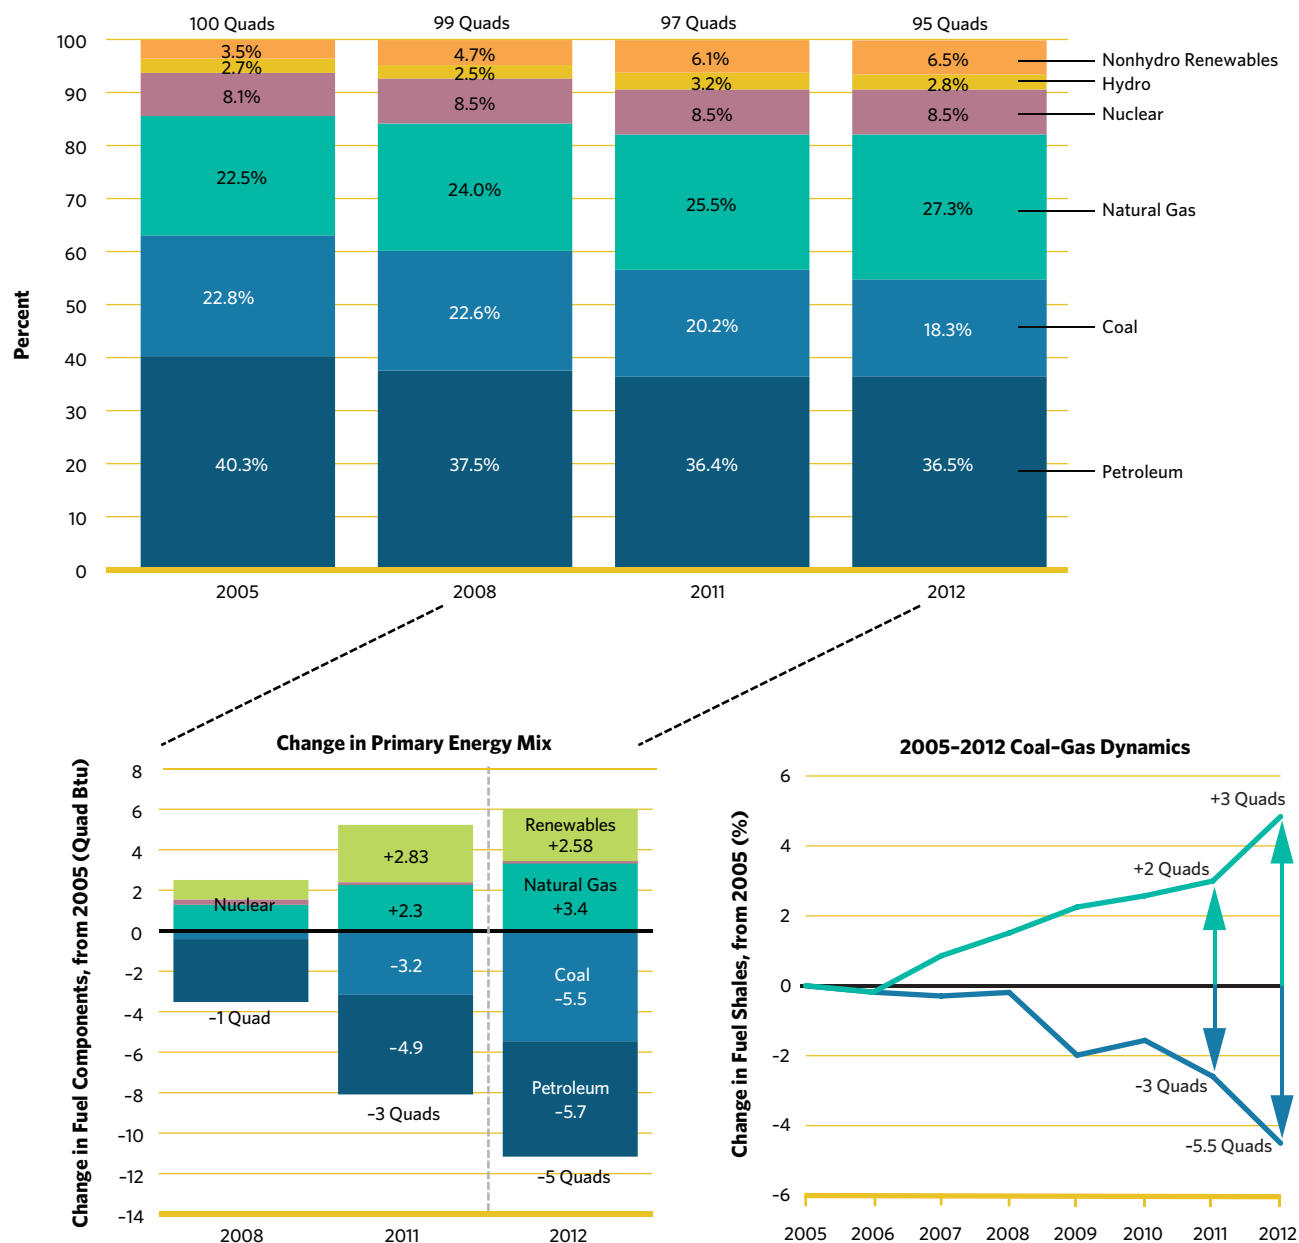 100 Quads
99 Quads
97 Quads
95 Quads
Percent
100
90
80
70
60
50
40
30
20
10
0
3.5%
2.7%
8.1%
22.5%
22.8%
40.3%
4.7%
2.5%
8.5%
24.0%
22.6%
37.5%
6.1%
3.2%
8.5%
25.5%
20.2%
36.4%
6.5%
2.8%
8.5%
27.3%
18.3%
36.5%
Nonhydro Renewables
Hydro
Nuclear
Natural Gas
Coal
Petroleum
2005
2008
2011
2012
Change in Primary Energy Mix
Change in Fuel Components, from 2005 (Quad Btu)
8
6
4
2
0
-2
-4
-6
-8
-10
-12
-14
Nuclear
-1 Quad
+2.83
+2.3
-3.2
-4.9
-3 Quads
Renewables
+2.58
Natural Gas
+3.4
Coal
-5.5
Petroleum
-5.7
-5 Quads
2008
2011
2012
2005-2012 Coal-Gas Dynamics
Change in Fuel Shales, from 2005 (%)
6
4
2
0
-2
-4
-6
+3 Quads
+2 Quads
-3 Quads
-5.5 Quads
2005
2006
2007
2008
2009
2010
2011
2012